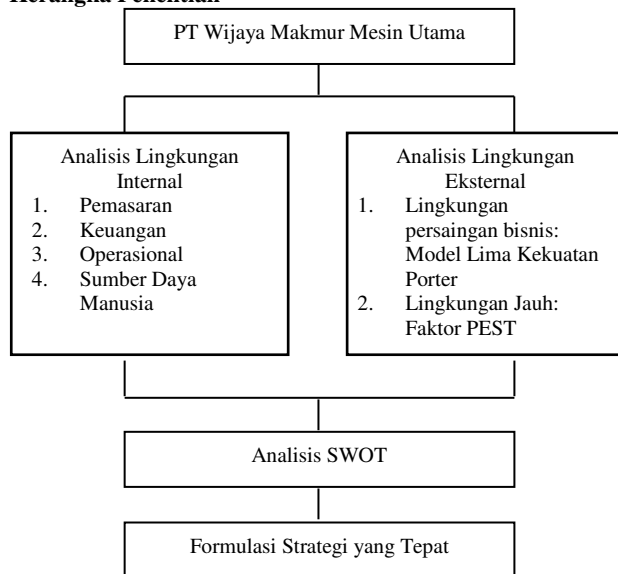 Kerangka Penelitian
PT Wijaya Makmur Mesin Utama
Analisis Lingkungan
Internal
1. Pemasaran
2. Keuangan
3. Operasional
4. Sumber Daya
Manusia
Analisis Lingkungan
Eksternal
1. Lingkungan
persaingan bisnis:
Model Lima Kekuatan
Porter
2. Lingkungan Jauh:
Faktor PEST
Analisis SWOT
Formulasi Strategi yang Tepat